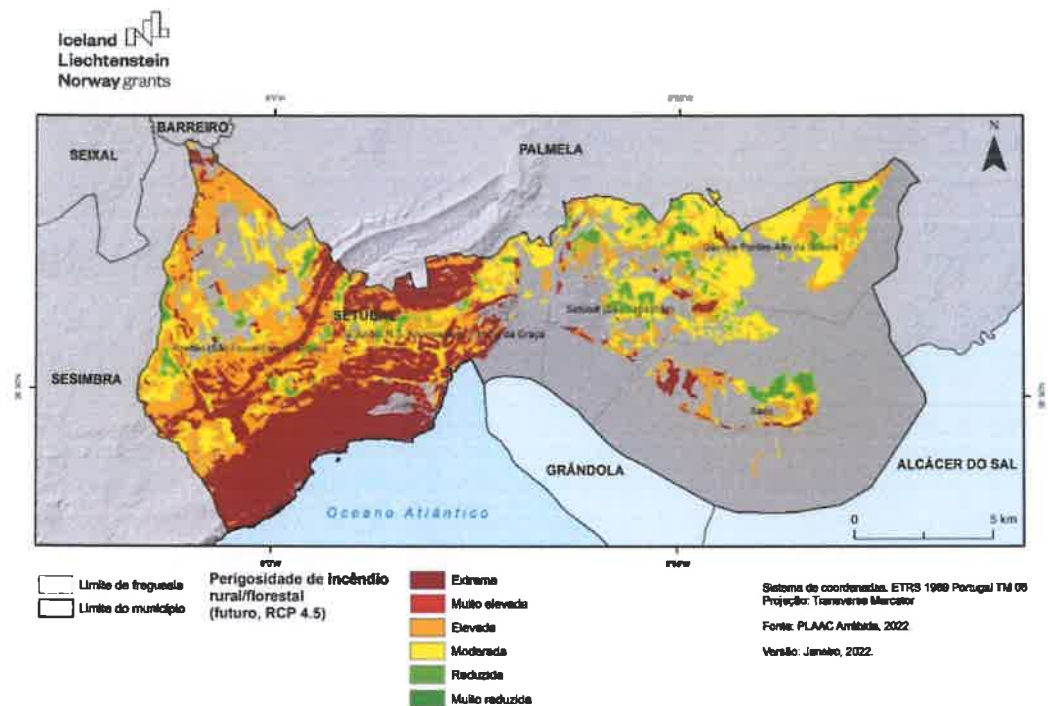 Iceland
Liechtenstein
Norway grants
BARREIRO
SEIXAL
PALMELA
N
SETÚBAL
da Graça
SESIMBRA
Sado
GRÂNDOLA
ALCÁCER DO SAL
Oceano Atlântico
0 5 km
Limite de freguesia
Limite do município
Perigosidade de incêndio
rural/florestal
(futuro, RCP 4.5)
Extrema
Muito elevada
Elevada
Moderada
Reduzida
Muito reduzida
Sistema de coordenadas. ETRS 1989 Portugal TM 06
Projeção: Transverse Mercator
Fonte: PLAAC Arrábida, 2022
Versão: Janeiro, 2022.